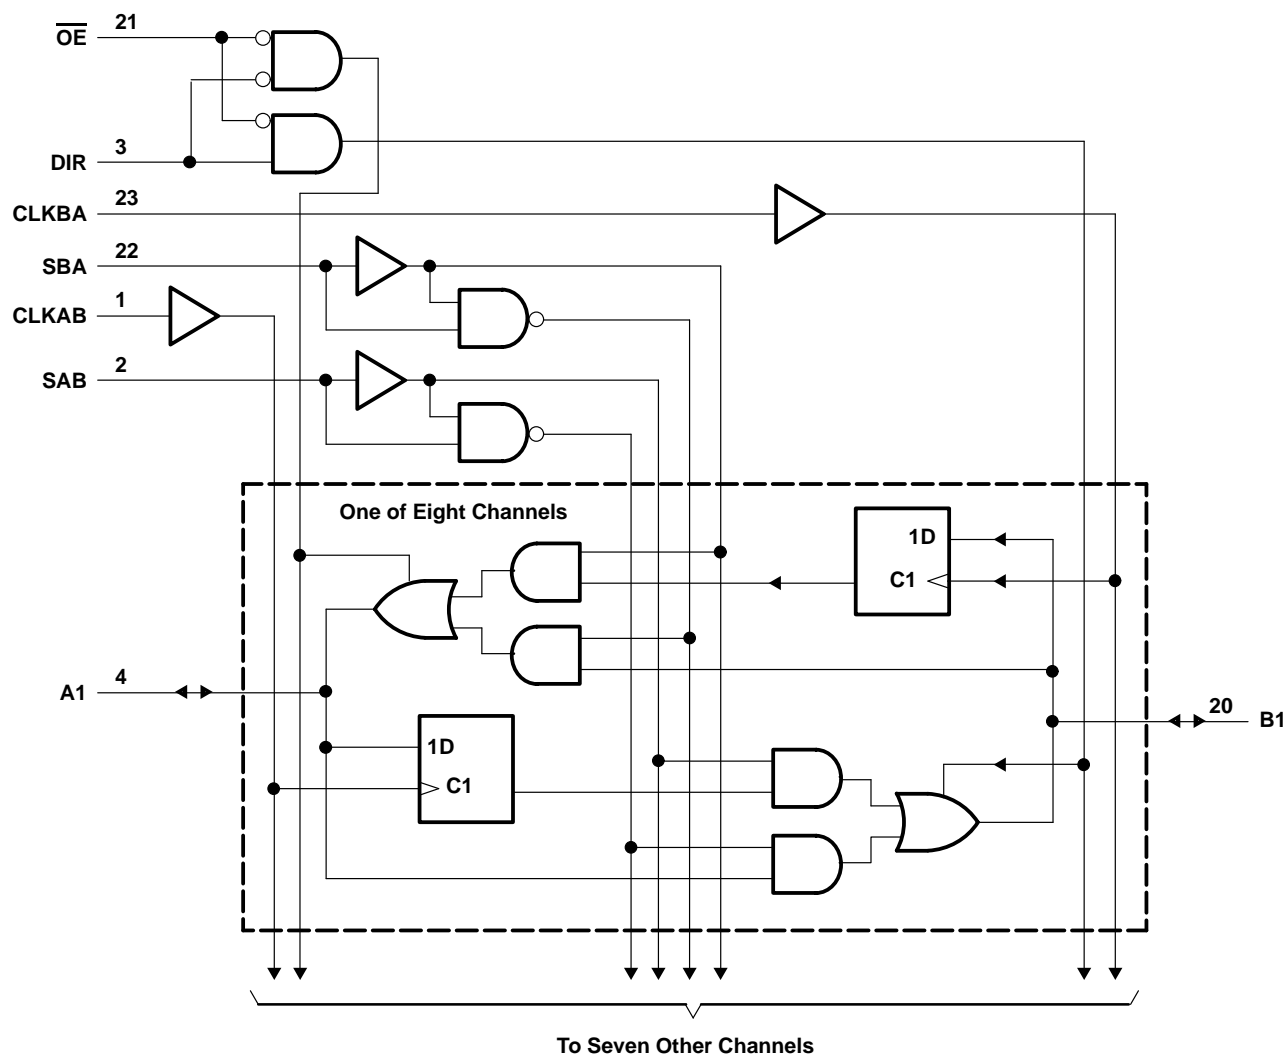 O̅E̅ 21
DIR 3
CLKBA 23
SBA 22
CLKAB 1
SAB 2
One of Eight Channels
1D
C1
A1 4
20 B1
1D
C1
To Seven Other Channels